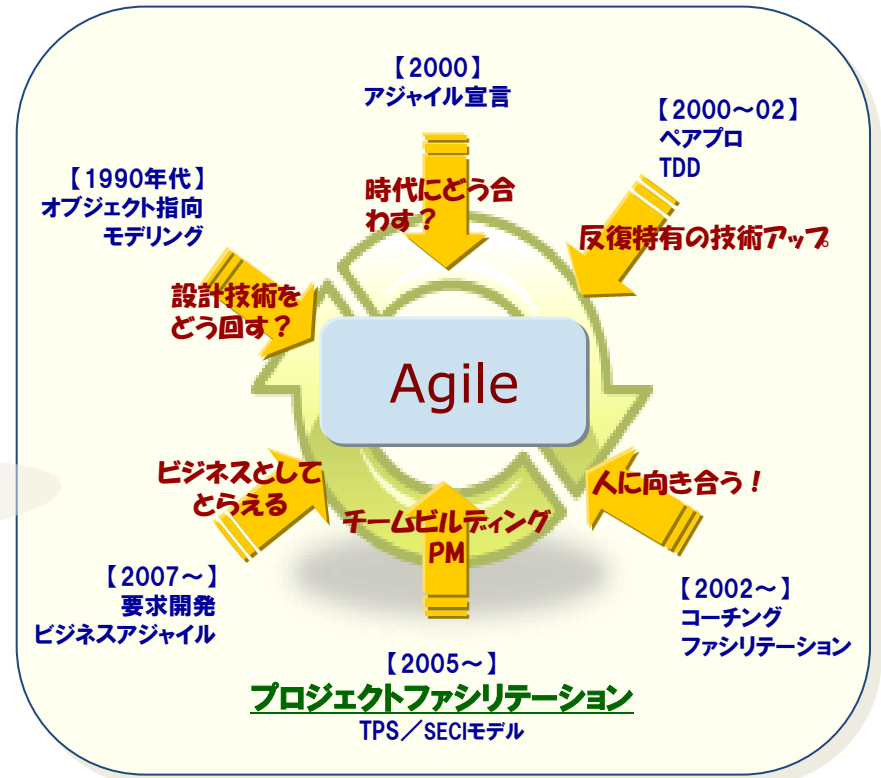 【2000】
アジャイル宣言
時代にどう合
わす？
【2000～02】
ペアプロ
TDD
反復特有の技術アップ
【1990年代】
オブジェクト指向
モデリング
設計技術を
どう回す？
Agile
ビジネスとして
とらえる
【2007～】
要求開発
ビジネスアジャイル
チームビルディング
PM
【2005～】
プロジェクトファシリテーション
TPS／SECIモデル
人に向き合う！
【2002～】
コーチング
ファシリテーション